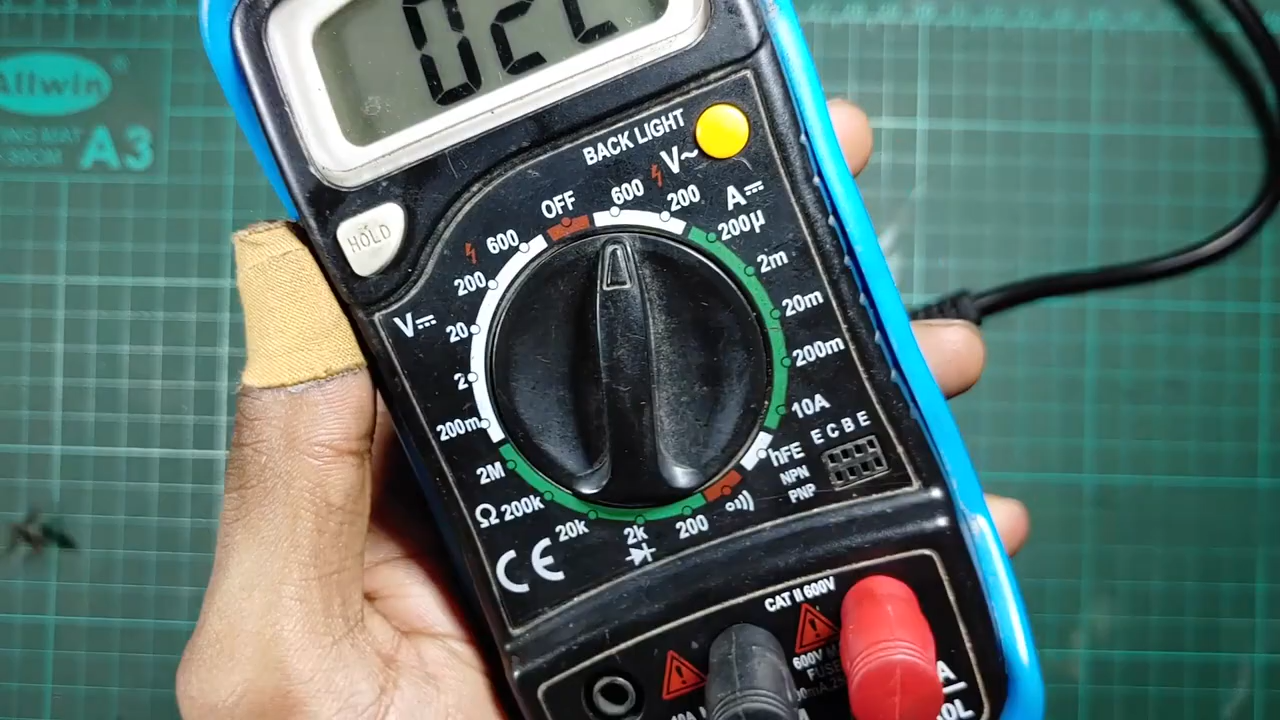 Allwin
A3
BACK LIGHT
V~
HOLD
OFF
600
200
A
200µ
2m
20m
200m
10A
hFE
NPN
PNP
E C B E
600
200
V
20
2
200m
2M
Ω 200k
20k
2k
200
CE
CAT II 600V
600V